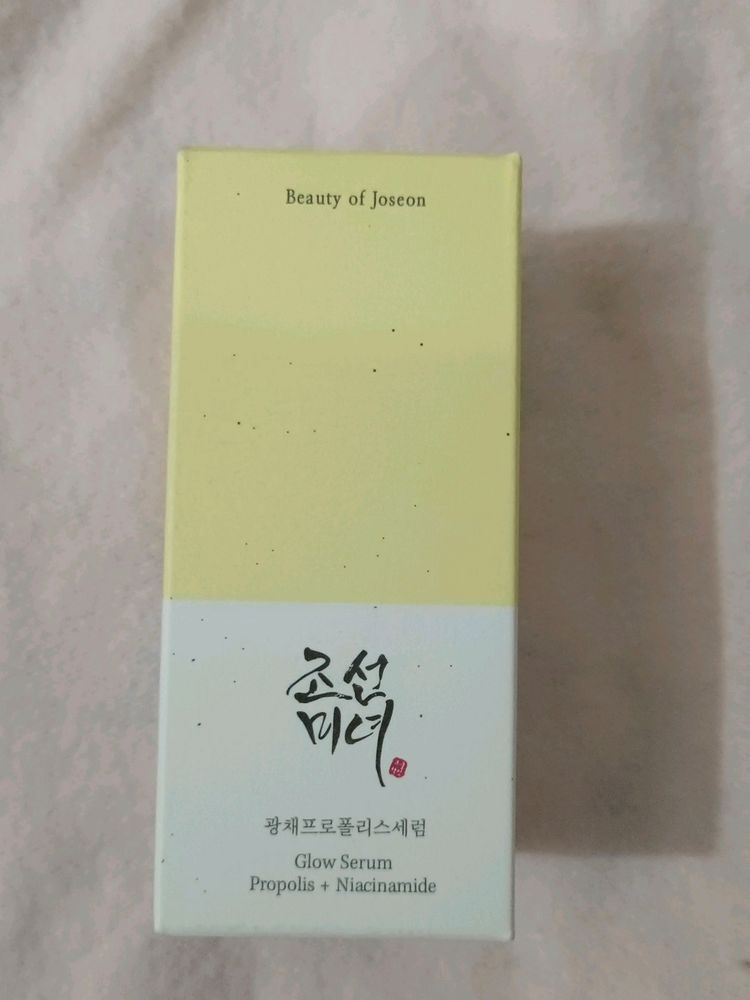 Beauty of Joseon
조선
미녀
광채프로폴리스세럼
Glow Serum
Propolis + Niacinamide